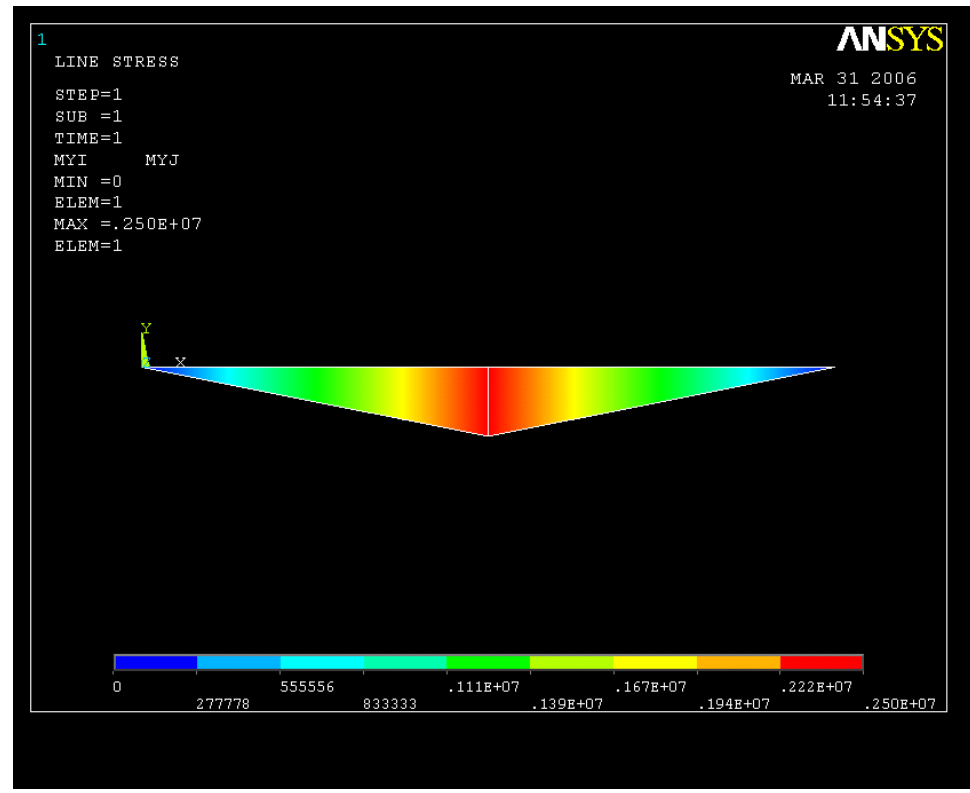 1
ANSYS
LINE STRESS
MAR 31 2006
11:54:37
STEP=1
SUB =1
TIME=1
MYI MYJ
MIN =0
ELEM=1
MAX =.250E+07
ELEM=1
Y
X
0 555556 .111E+07 .167E+07 .222E+07
277778 833333 .139E+07 .194E+07 .250E+07